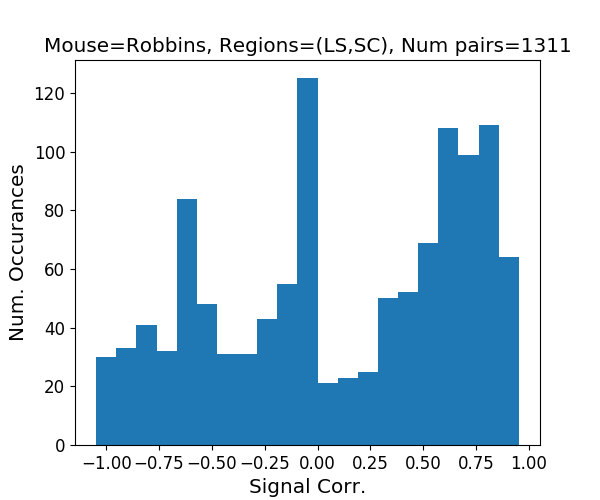 Mouse=Robbins, Regions=(LS,SC), Num pairs=1311
Num. Occurances
120
100
80
60
40
20
0
−1.00 −0.75 −0.50 −0.25 0.00 0.25 0.50 0.75 1.00
Signal Corr.